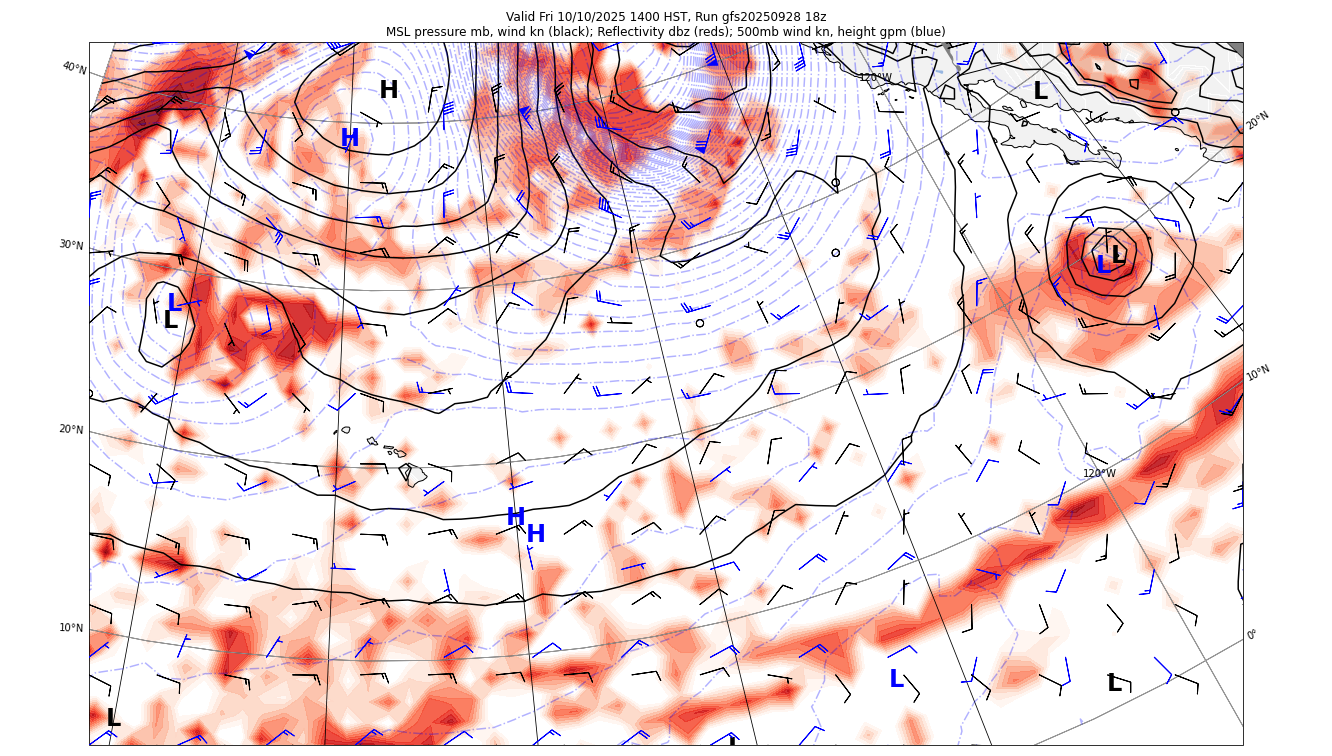 Valid Fri 10/10/2025 1400 HST, Run gfs20250928 18z
MSL pressure mb, wind kn (black); Reflectivity dbz (reds); 500mb wind kn, height gpm (blue)
40°N
120°W
H
L
H
20°N
30°N
L
L
L
L
10°N
20°N
120°W
H
H
10°N
0°
L
L
L
L